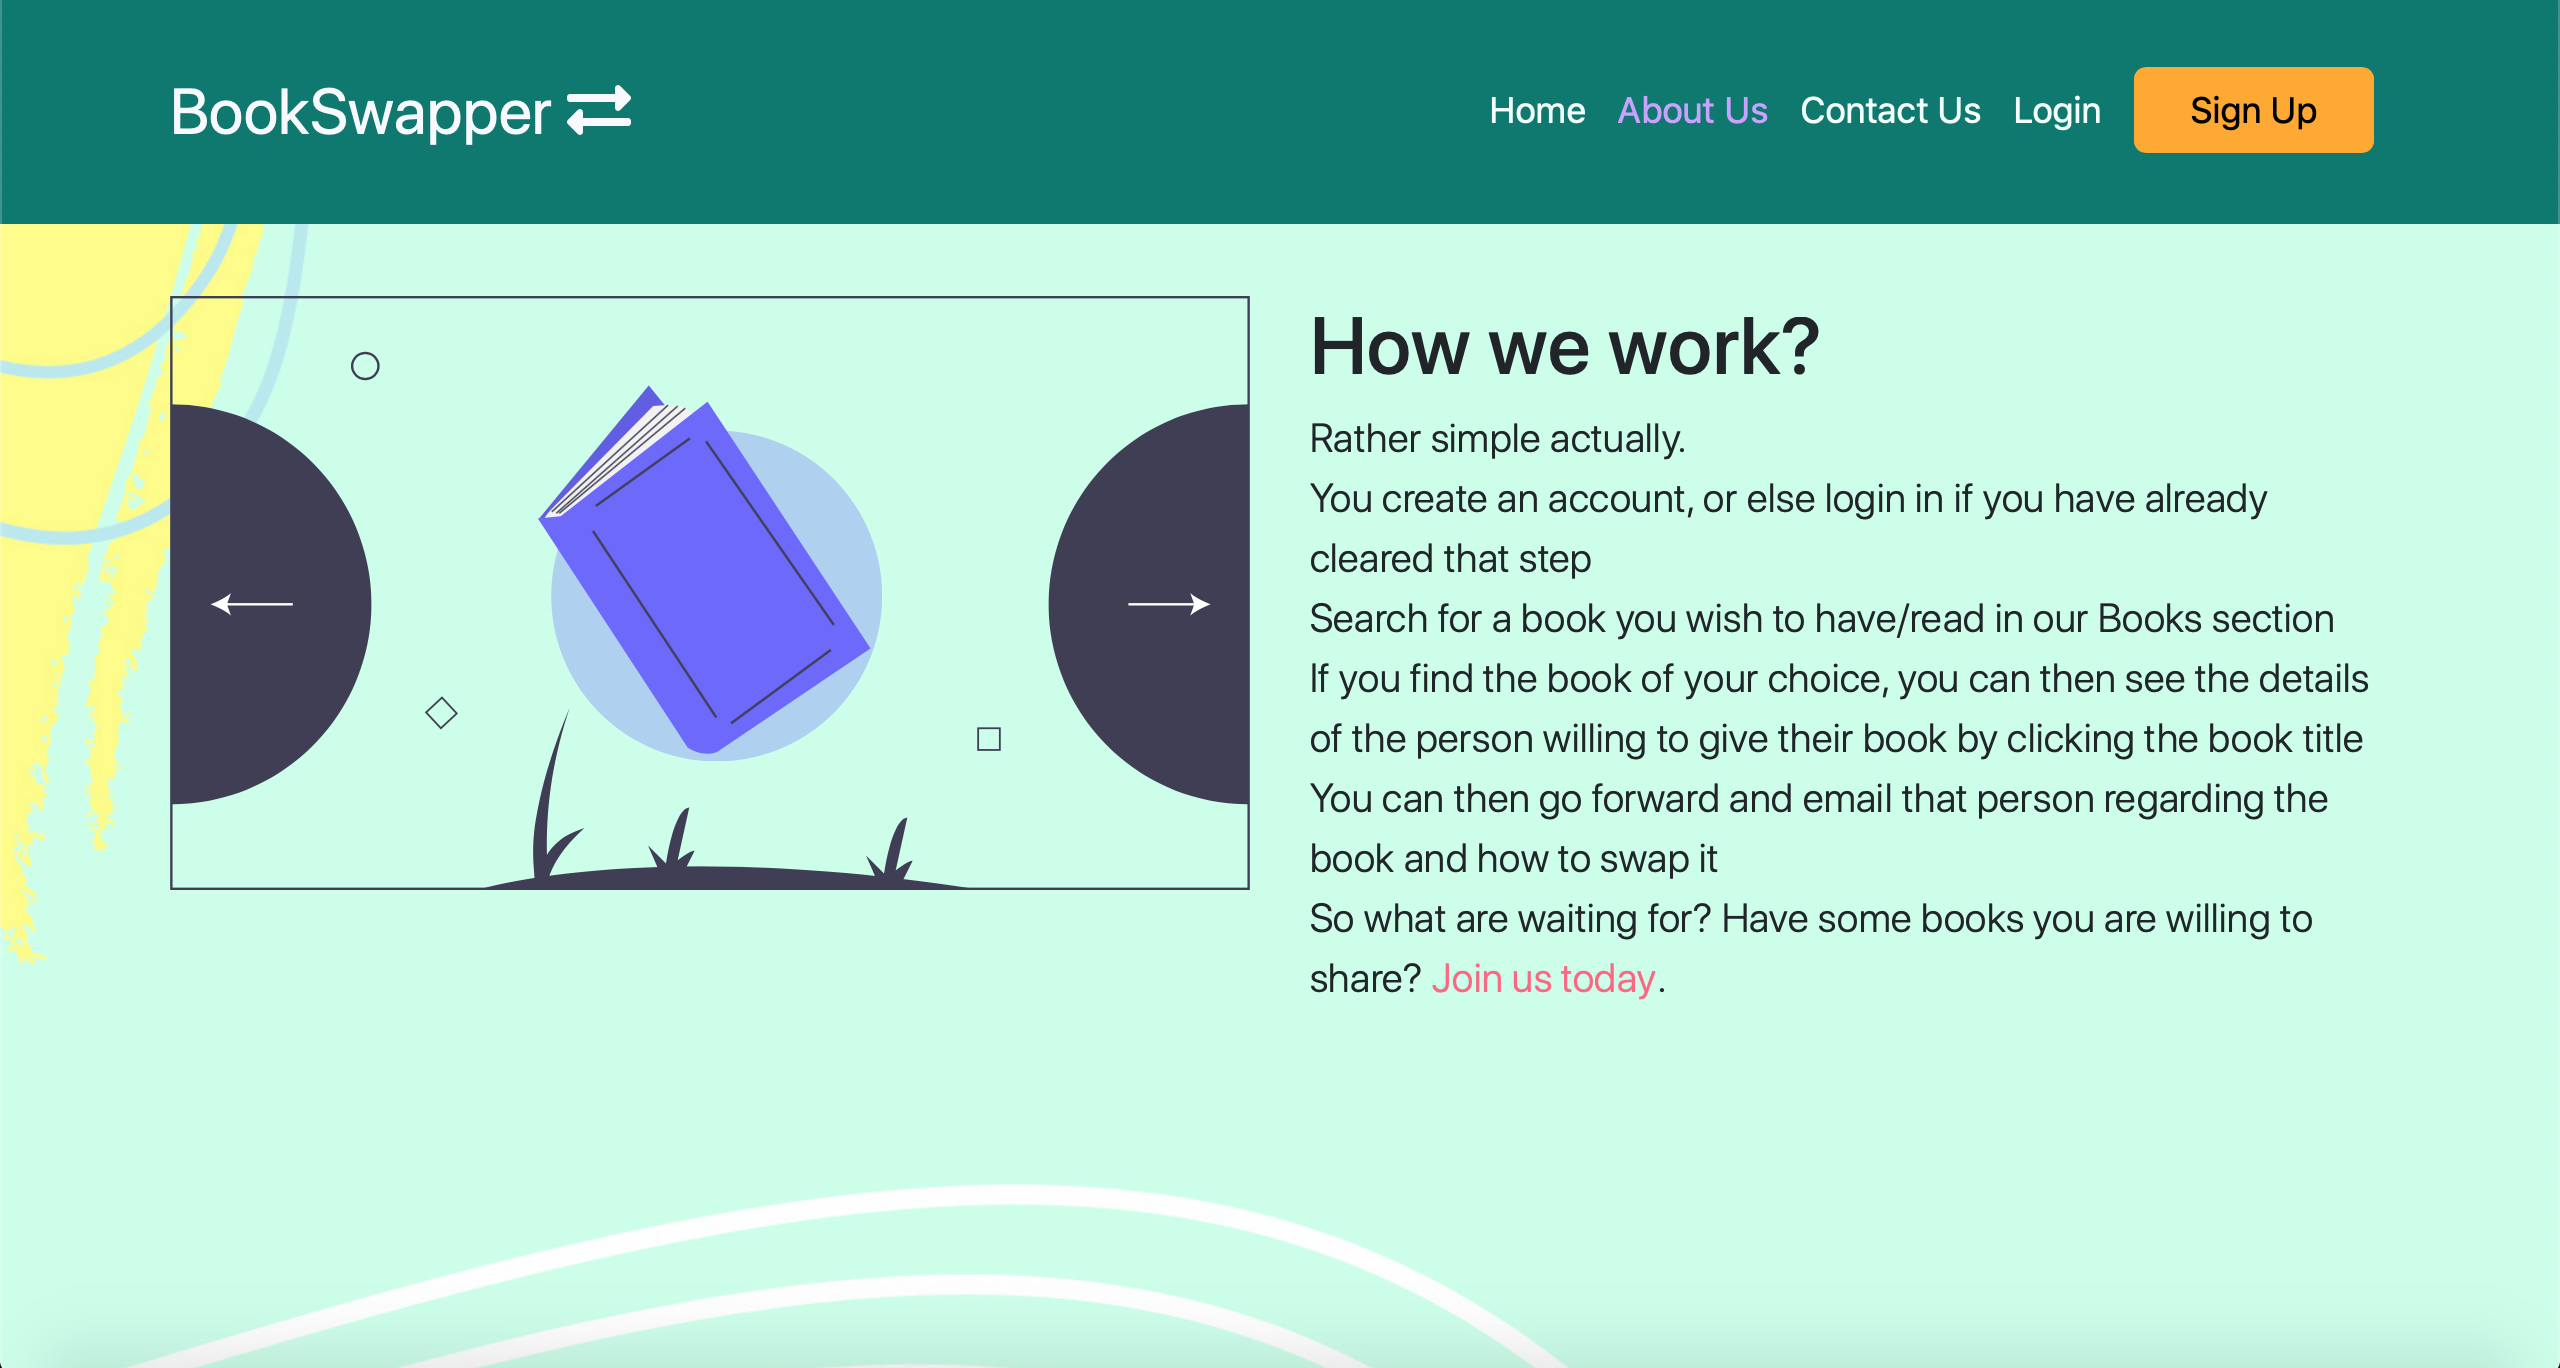 BookSwapper
Home About Us Contact Us Login Sign Up
How we work?
Rather simple actually.
You create an account, or else login in if you have already
cleared that step
Search for a book you wish to have/read in our Books section
If you find the book of your choice, you can then see the details
of the person willing to give their book by clicking the book title
You can then go forward and email that person regarding the
book and how to swap it
So what are waiting for? Have some books you are willing to
share? Join us today.